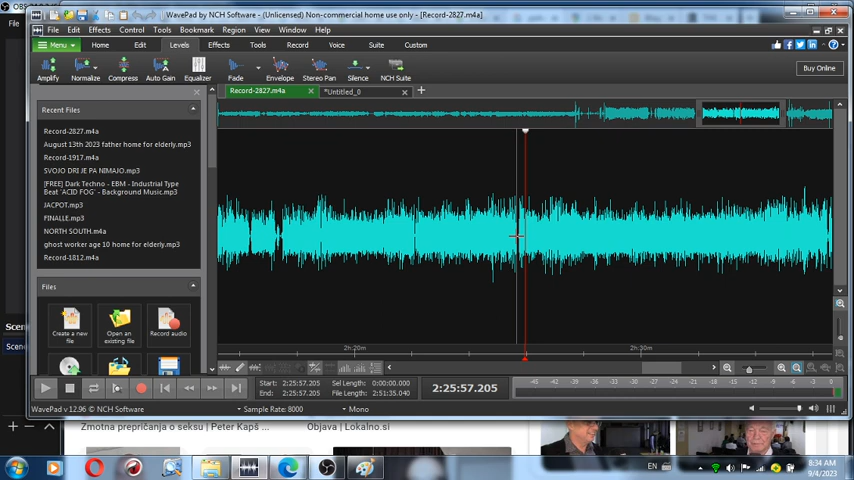 WavePad by NCH Software - (Unlicensed) Non-commercial home use only - [Record-2827.m4a]
File Edit Effects Control Tools Bookmark Region View Window Help
Menu Home Edit Levels Effects Tools Record Voice Suite Custom
Amplify Normalize Compress Auto Gain Equalizer Fade Envelope Stereo Pan Silence NCH Suite Buy Online
Record-2827.m4a *Untitled_0
Recent Files
Record-2827.m4a
August 13th 2023 father home for elderly.mp3
Record-1917.m4a
SVOJO DRI JE PA NIMAJO.mp3
[FREE] Dark Techno - EBM - Industrial Type
Beat `ACID FOG` - Background Music.mp3
JACPOT.mp3
FINALLE.mp3
NORTH SOUTH.m4a
ghost worker age 10 home for elderly.mp3
Record-1812.m4a
Files
Create a new
file
Open an
existing file
Record audio
2h;20m 2h;30m
Start: 2:25:57.205 Sel Length: 0:00:00.000
End: 2:25:57.205 File Length: 2:51:35.040
2:25:57.205
-45 -42 -39 -36 -33 -30 -27 -24 -21 -18 -15 -12 -9 -6 -3 0
WavePad v 12.96 © NCH Software Sample Rate: 8000 Mono
OBS
File
Scen
Scene
Zmotna prepričanja o seksu | Peter Kapš ...
Objava | Lokalno.si
EN
8:34 AM
9/4/2023